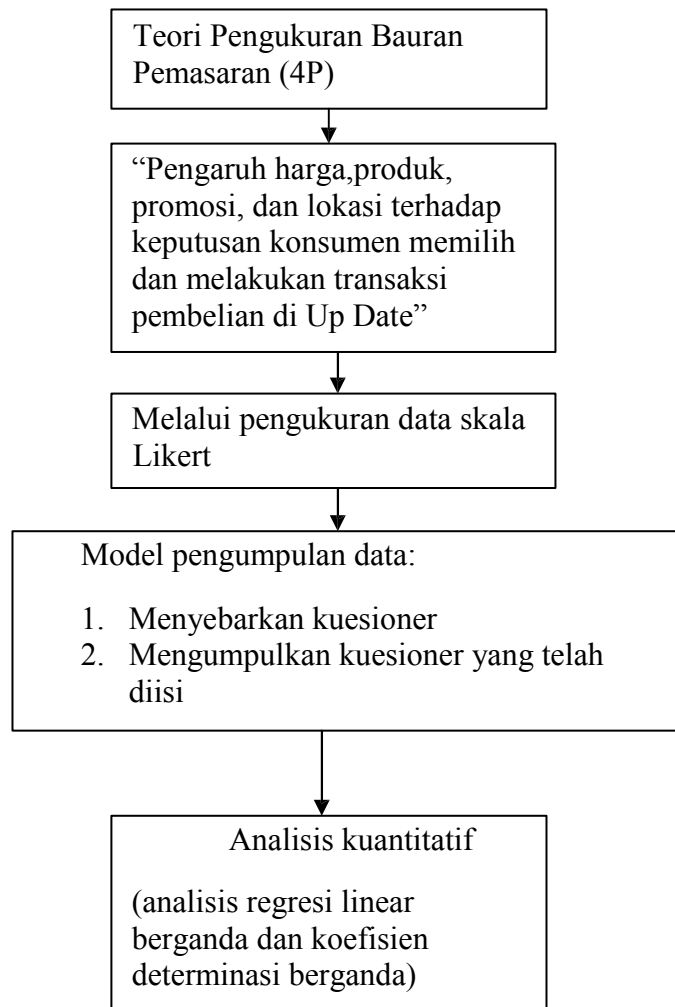 Teori Pengukuran Bauran
Pemasaran (4P)
“Pengaruh harga,produk,
promosi, dan lokasi terhadap
keputusan konsumen memilih
dan melakukan transaksi
pembelian di Up Date”
Melalui pengukuran data skala
Likert
Model pengumpulan data:
1. Menyebarkan kuesioner
2. Mengumpulkan kuesioner yang telah
diisi
Analisis kuantitatif
(analisis regresi linear
berganda dan koefisien
determinasi berganda)